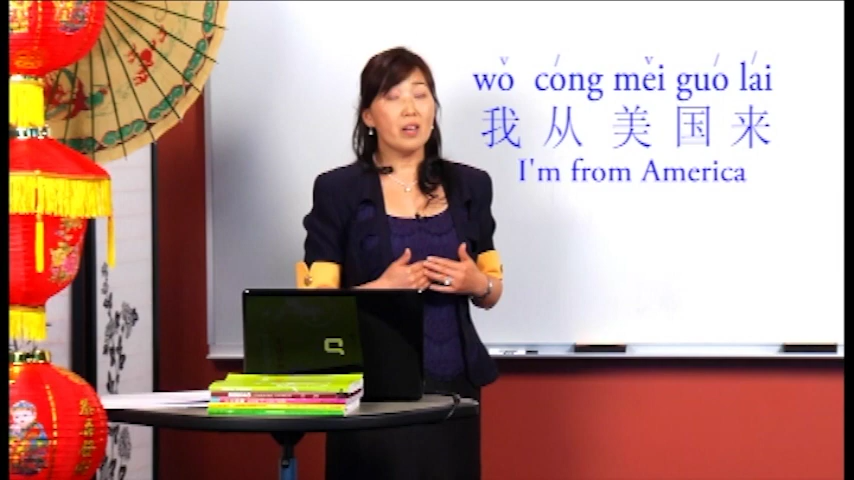 wǒ cóng měi guó lái
我 从 美 国 来
I'm from America